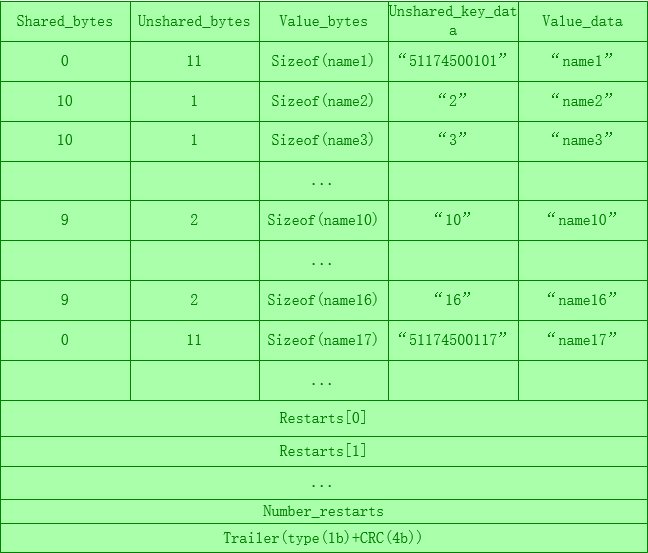 Shared_bytes Unshared_bytes Value_bytes Unshared_key_dat
a Value_data
0 11 Sizeof(name1) “51174500101” “name1”
10 1 Sizeof(name2) “2” “name2”
10 1 Sizeof(name3) “3” “name3”
...
9 2 Sizeof(name10) “10” “name10”
...
9 2 Sizeof(name16) “16” “name16”
0 11 Sizeof(name17) “51174500117” “name17”
...
Restarts[0]
Restarts[1]
...
Number_restarts
Trailer(type(1b)+CRC(4b))